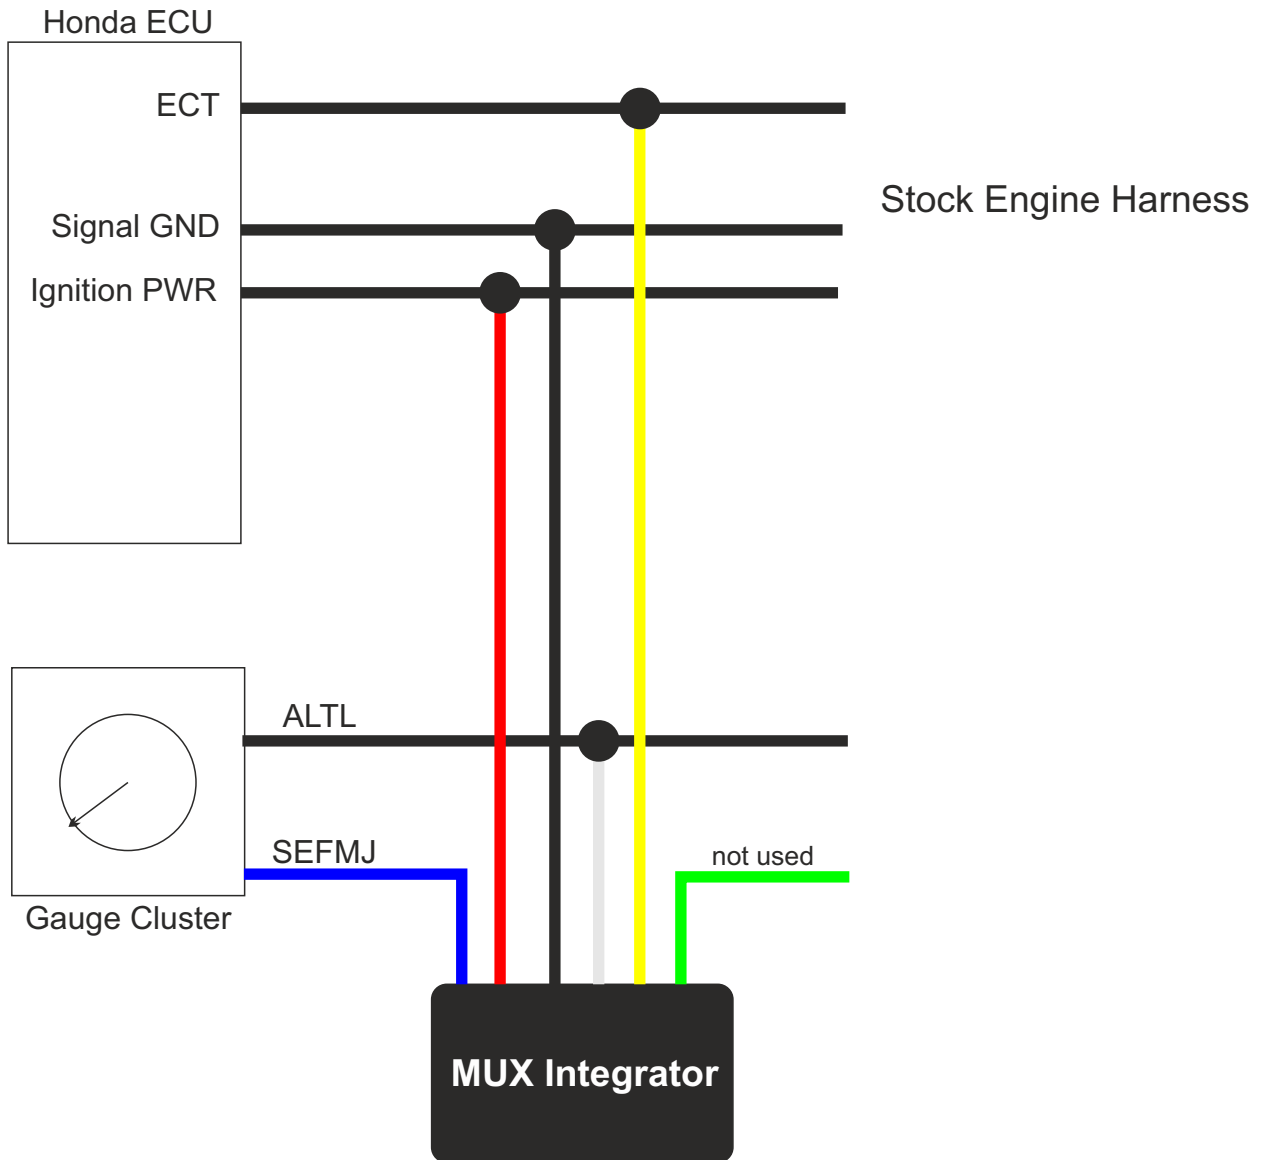 Honda ECU
ECT
Stock Engine Harness
Signal GND
Ignition PWR
ALTL
SEFMJ
not used
Gauge Cluster
MUX Integrator